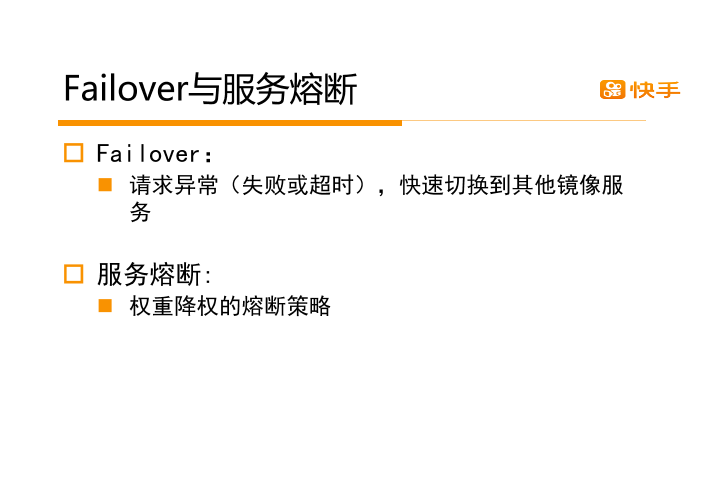 Failover与服务熔断
快手
Failover：
请求异常（失败或超时），快速切换到其他镜像服
务
服务熔断:
权重降权的熔断策略